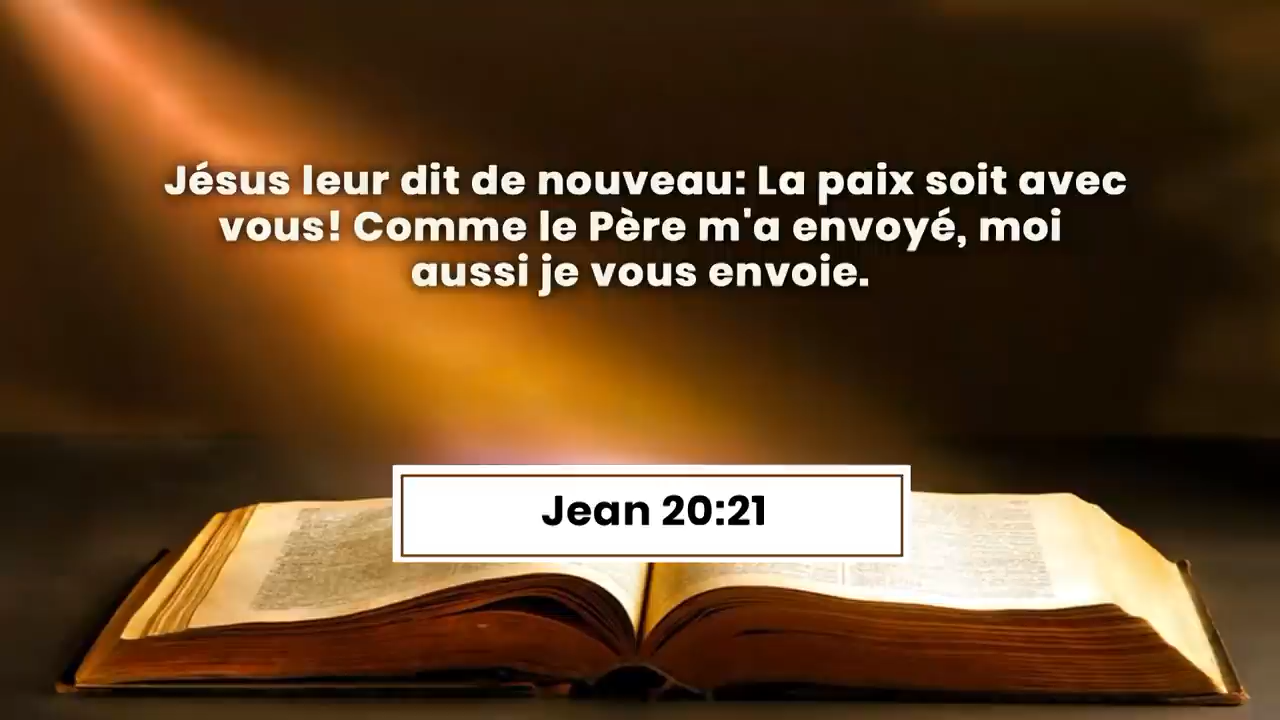 Jésus leur dit de nouveau: La paix soit avec
vous! Comme le Père m'a envoyé, moi
aussi je vous envoie.
Jean 20:21